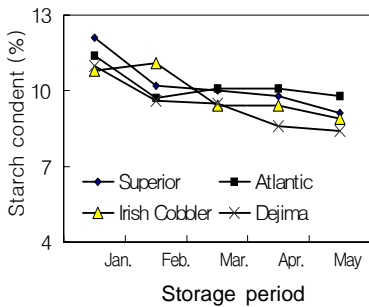 13
10
7
4
Starch condent (%)
Superior
Atlantic
Irish Cobbler
Dejima
Jan. Feb. Mar. Apr. May
Storage period